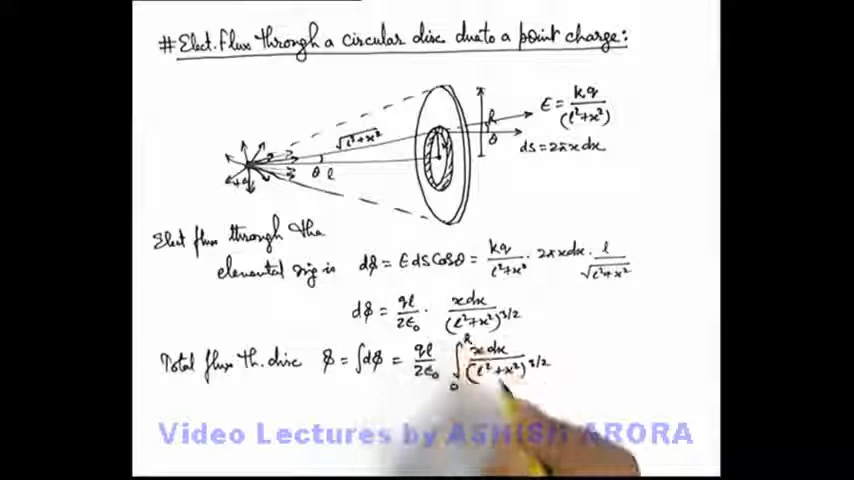 # Elect. Flux through a circular disc due to a point charge:
E = kq/(l²+x²)
√l²+x²
R
θ
ds = 2πx dx
θ l
+q
Elect flux through the
elemental ring is dφ = E ds Cosθ = kq/(l²+x²) · 2πx dx · l/√(l²+x²)
dφ = ql/2ε₀ · x dx/(l²+x²)^3/2
Total flux th. disc φ = ∫dφ = ql/2ε₀ ∫₀ᴿ x dx/(l²+x²)^3/2
Video Lectures by ASHISH ARORA